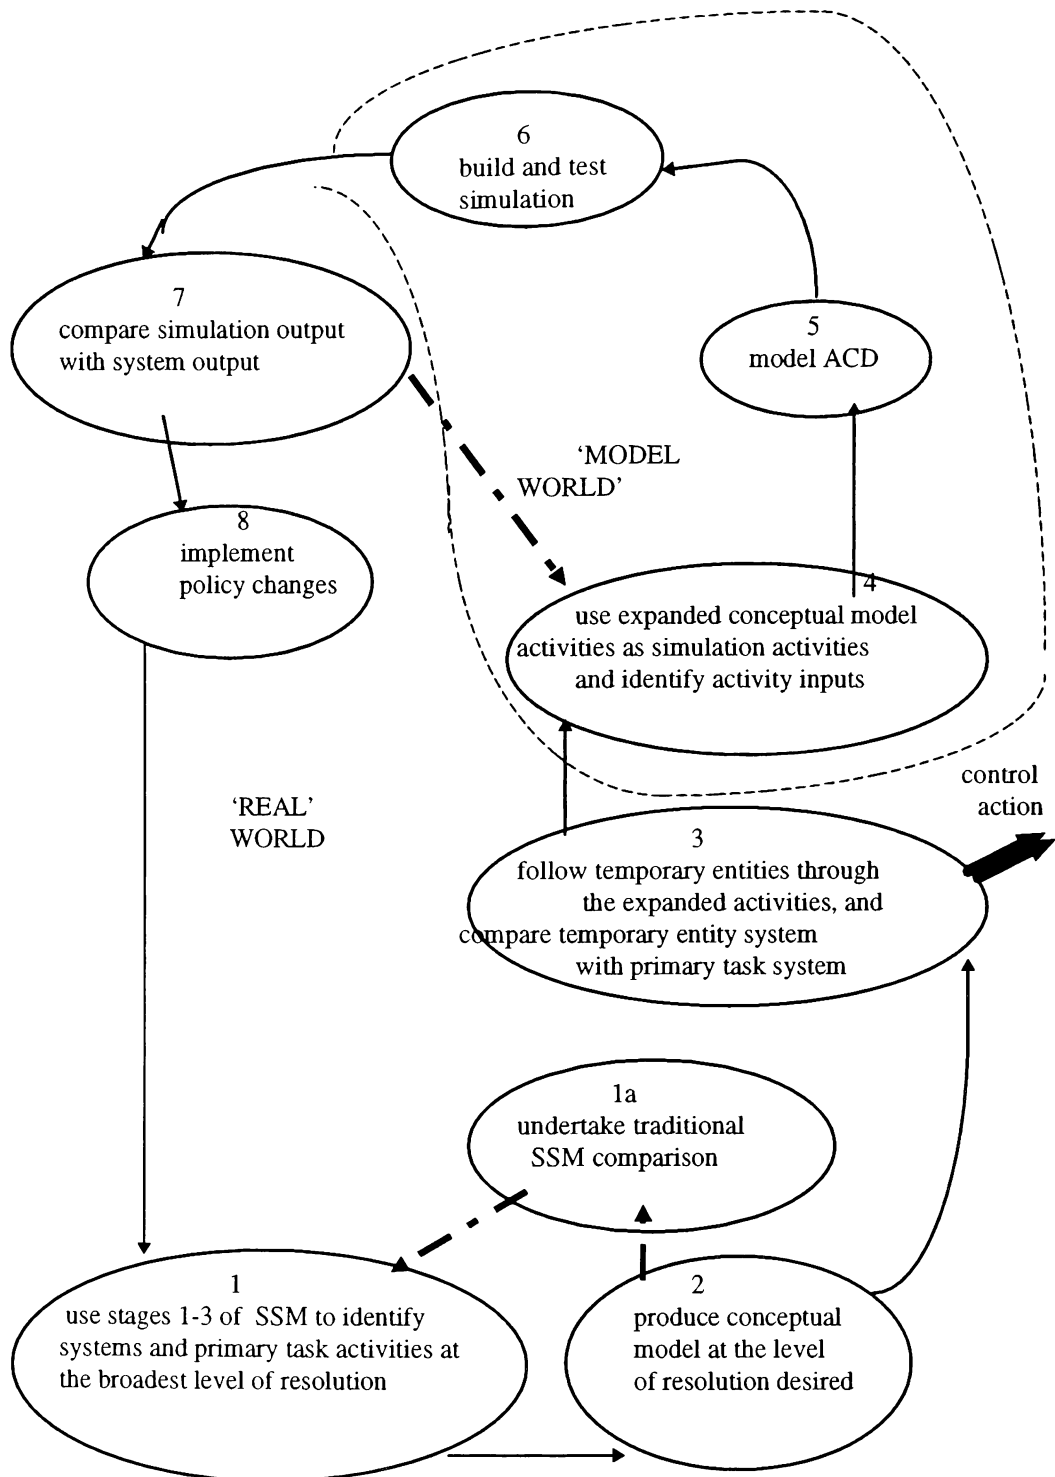 6
build and test
simulation
7
compare simulation output
with system output
5
model ACD
'MODEL
WORLD'
8
implement
policy changes
4
use expanded conceptual model
activities as simulation activities
and identify activity inputs
control
action
'REAL'
WORLD
3
follow temporary entities through
the expanded activities, and
compare temporary entity system
with primary task system
1a
undertake traditional
SSM comparison
1
use stages 1-3 of SSM to identify
systems and primary task activities at
the broadest level of resolution
2
produce conceptual
model at the level
of resolution desired